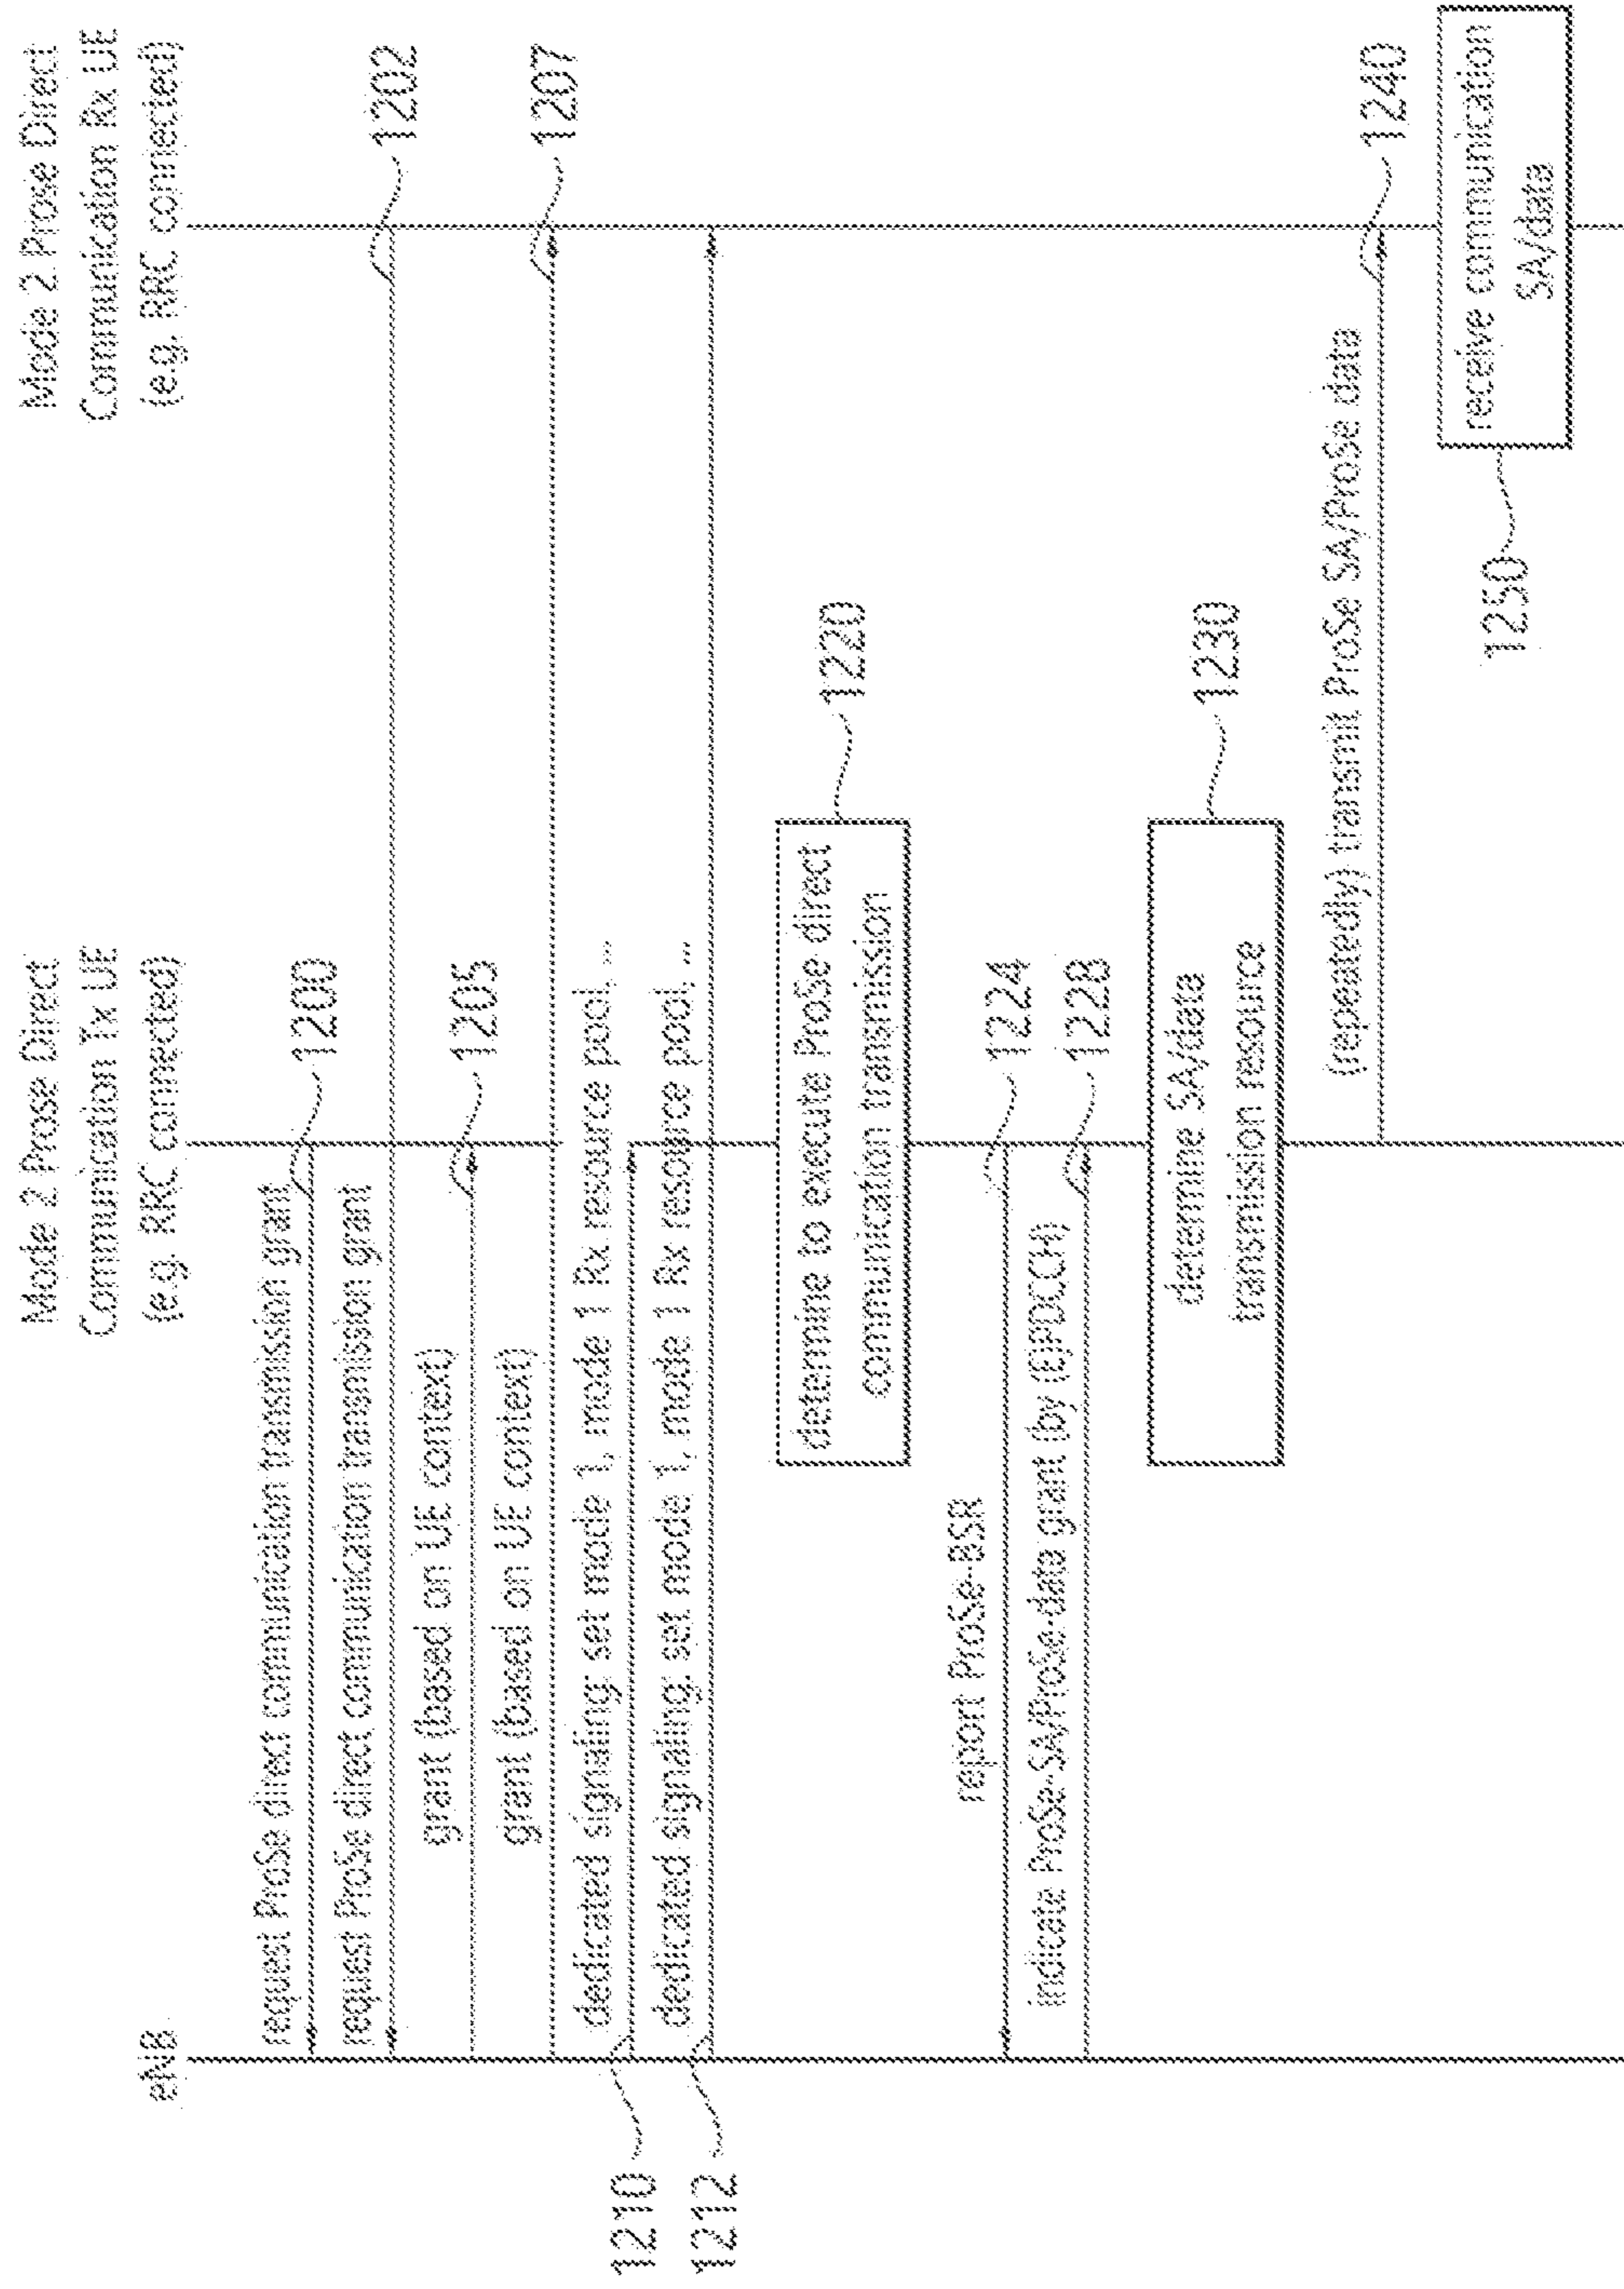 eNB
Mode 2 Prose Direct
Communication Tx UE
(e.g. RRC connected)
Mode 2 Prose Direct
Communication Rx UE
(e.g. RRC connected)
request ProSe direct communication transmission grant
1200
request ProSe direct communication transmission grant
1202
grant (based on UE context)
1205
grant (based on UE context)
1207
1210
dedicated signaling: set mode 1, mode 1 Rx resource pool, ...
1212
dedicated signaling: set mode 1, mode 1 Rx resource pool, ...
determine to execute ProSe direct
communication transmission
1220
report ProSe-BSR
1224
indicate ProSe-SA/ProSe-data grant (by (E)PDCCH)
1228
determine SA/data
transmission resource
1230
(repeatedly) transmit ProSe SA/ProSe data
1240
receive communication
SA/data
1250